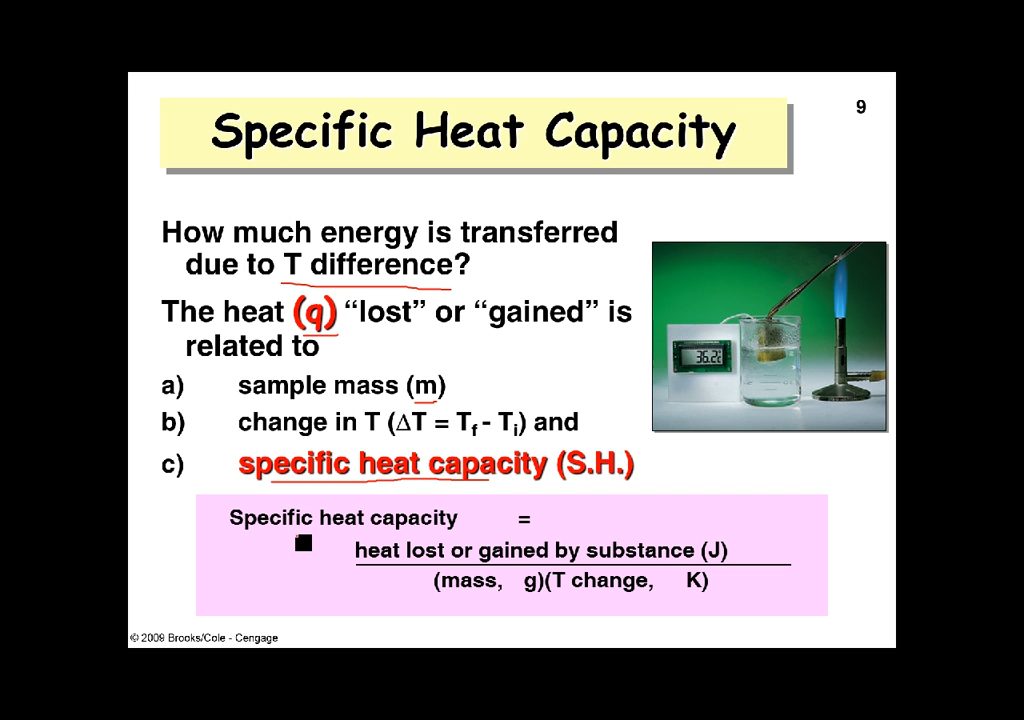 Specific Heat Capacity
9
How much energy is transferred
due to T difference?
The heat (q) “lost” or “gained” is
related to
a) sample mass (m)
b) change in T (∆T = Tf - Ti) and
c) specific heat capacity (S.H.)
36.2c
Specific heat capacity =
heat lost or gained by substance (J)
(mass, g)(T change, K)
© 2009 Brooks/Cole - Cengage